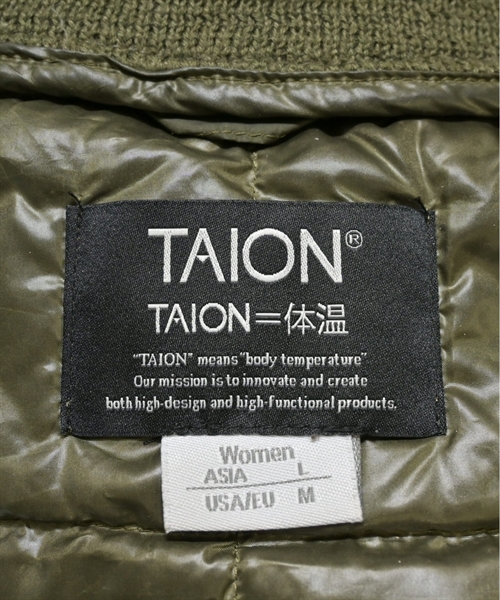 TAION®
TAION=体温
"TAION" means "body temperature"
Our mission is to innovate and create
both high-design and high-functional products.
Women
ASIA L
USA/EU M